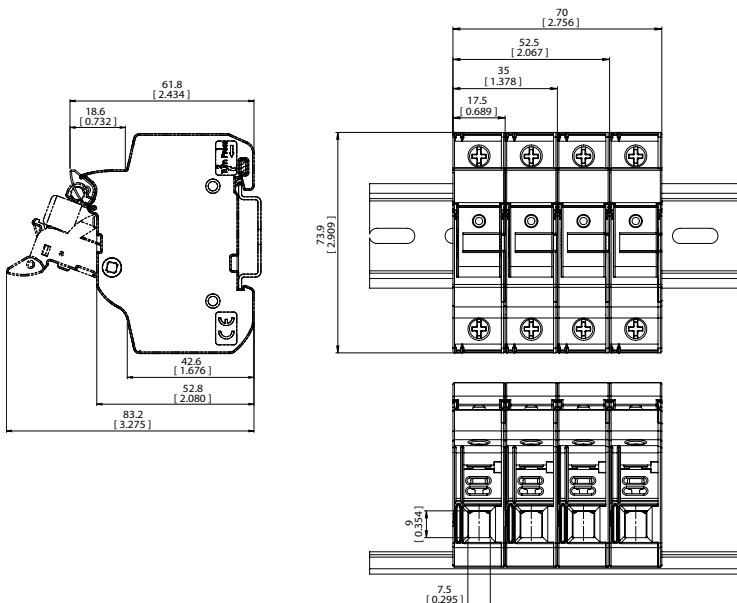 70
[ 2.756 ]
52.5
[ 2.067 ]
35
[ 1.378 ]
17.5
[ 0.689 ]
61.8
[ 2.434 ]
18.6
[ 0.732 ]
73.9
[ 2.909 ]
CE
42.6
[ 1.676 ]
52.8
[ 2.080 ]
83.2
[ 3.275 ]
9
[ 0.354 ]
7.5
[ 0.295 ]